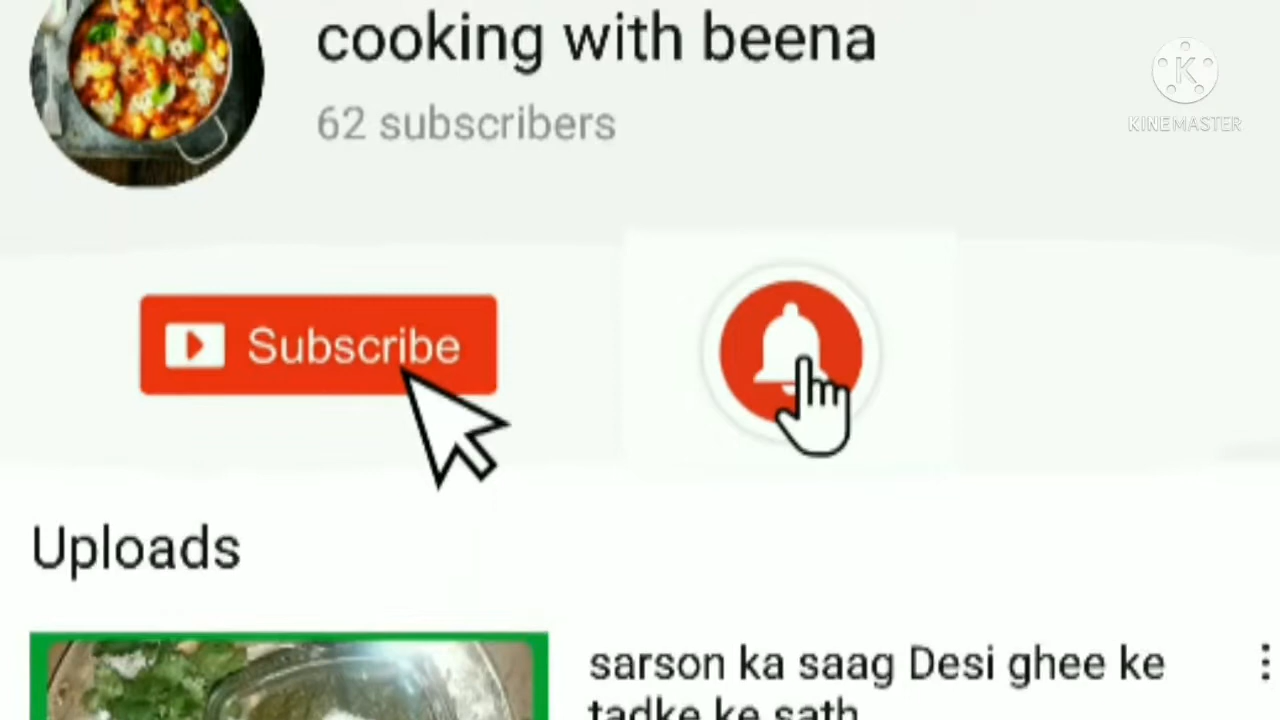 cooking with beena
62 subscribers
KINEMASTER
Subscribe
Uploads
sarson ka saag Desi ghee ke
tadke ke sath